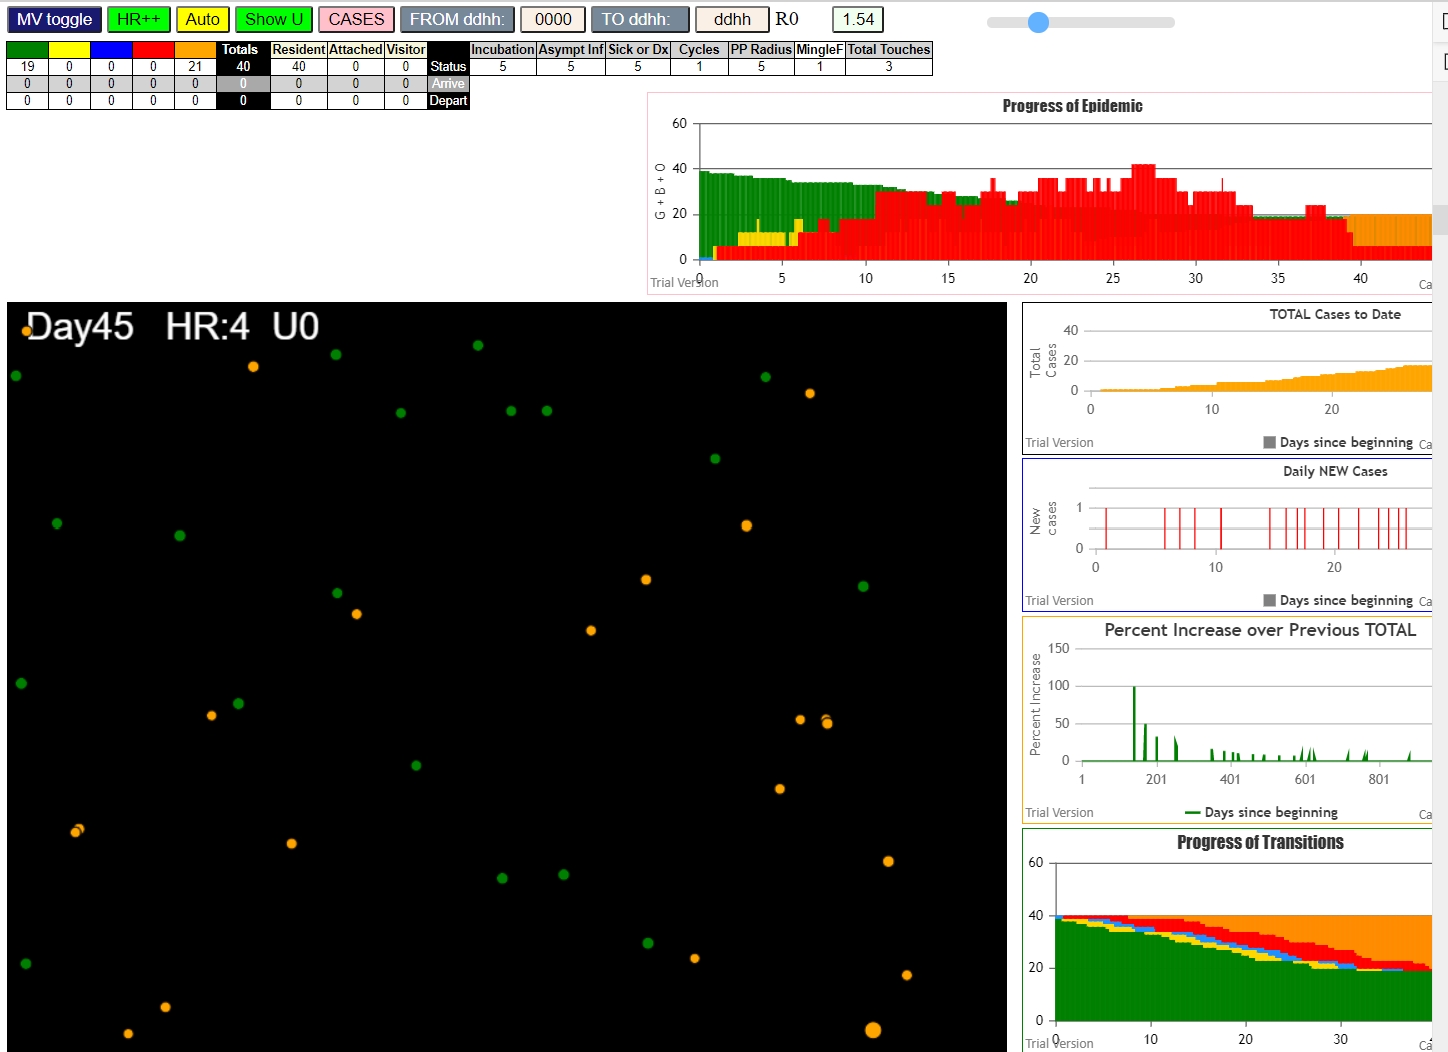 MV toggle HR++ Auto Show U CASES FROM ddhh: 0000 TO ddhh: ddhh R0 1.54
Totals Resident Attached Visitor Incubation Asympt Inf Sick or Dx Cycles PP Radius MingleF Total Touches
19 0 0 0 21 40 40 0 0 Status 5 5 5 1 5 1 3
0 0 0 0 0 0 0 0 0 Arrive
0 0 0 0 0 0 0 0 0 Depart
Progress of Epidemic
60
40
20
0
G + B + O
0 5 10 15 20 25 30 35 40
Trial Version Ca
Day45 HR:4 U0
TOTAL Cases to Date
40
20
0
Total
Cases
0 10 20
Days since beginning
Trial Version Ca
Daily NEW Cases
1
0
New
cases
0 10 20
Days since beginning
Trial Version Ca
Percent Increase over Previous TOTAL
150
100
50
0
Percent Increase
1 201 401 601 801
Days since beginning
Trial Version Ca
Progress of Transitions
60
40
20
0
0 10 20 30
Trial Version Ca